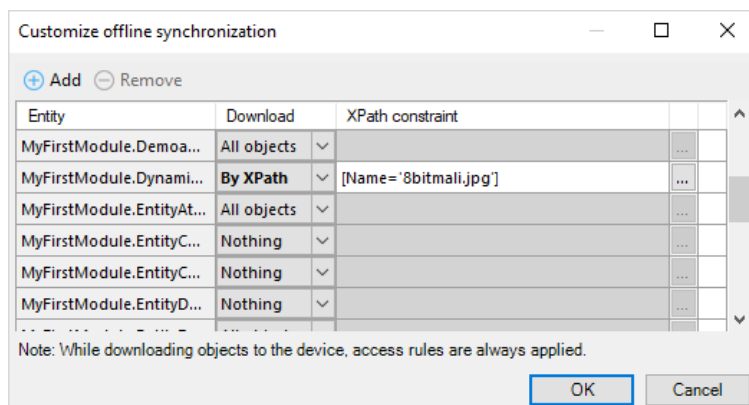 Customize offline synchronization
Add Remove
Entity Download XPath constraint
MyFirstModule.Demoa... All objects ...
MyFirstModule.Dynami... By XPath [Name='8bitmali.jpg'] ...
MyFirstModule.EntityAt... All objects ...
MyFirstModule.EntityC... Nothing ...
MyFirstModule.EntityC... Nothing ...
MyFirstModule.EntityD... Nothing ...
Note: While downloading objects to the device, access rules are always applied.
OK Cancel